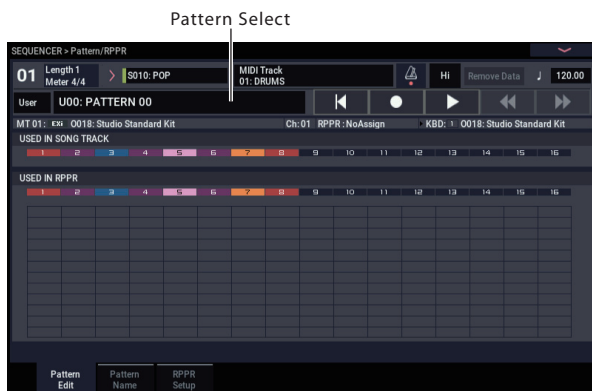 Pattern Select
SEQUENCER > Pattern/RPPR
01 Length 1 Meter 4/4 > S010: POP MIDI Track 01: DRUMS Hi Remove Data ♩ 120.00
User U00: PATTERN 00
MT 01: EXi 0018: Studio Standard Kit Ch:01 RPPR :NoAssign KBD: 1 0018: Studio Standard Kit
USED IN SONG TRACK
1 2 3 4 5 6 7 8 9 10 11 12 13 14 15 16
USED IN RPPR
1 2 3 4 5 6 7 8 9 10 11 12 13 14 15 16
Pattern Edit Pattern Name RPPR Setup